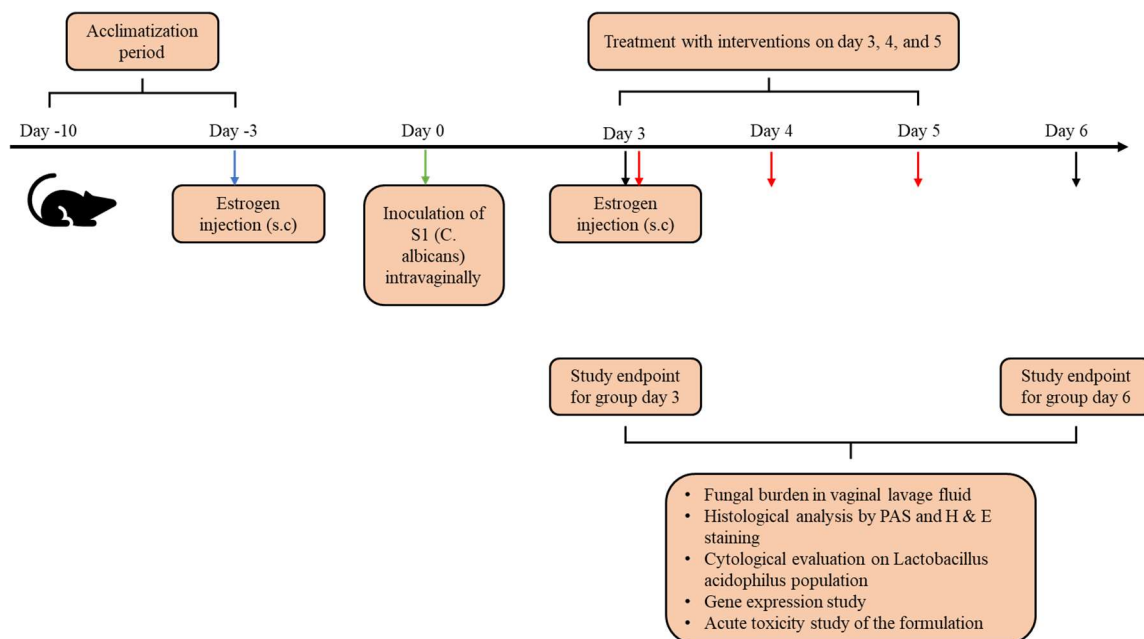 Acclimatization
period
Treatment with interventions on day 3, 4, and 5
Day -10
Day -3
Day 0
Day 3
Day 4
Day 5
Day 6
Estrogen
injection (s.c)
Inoculation of
S1 (C.
albicans)
intravaginally
Estrogen
injection (s.c)
Study endpoint
for group day 3
Study endpoint
for group day 6
• Fungal burden in vaginal lavage fluid
• Histological analysis by PAS and H & E
staining
• Cytological evaluation on Lactobacillus
acidophilus population
• Gene expression study
• Acute toxicity study of the formulation